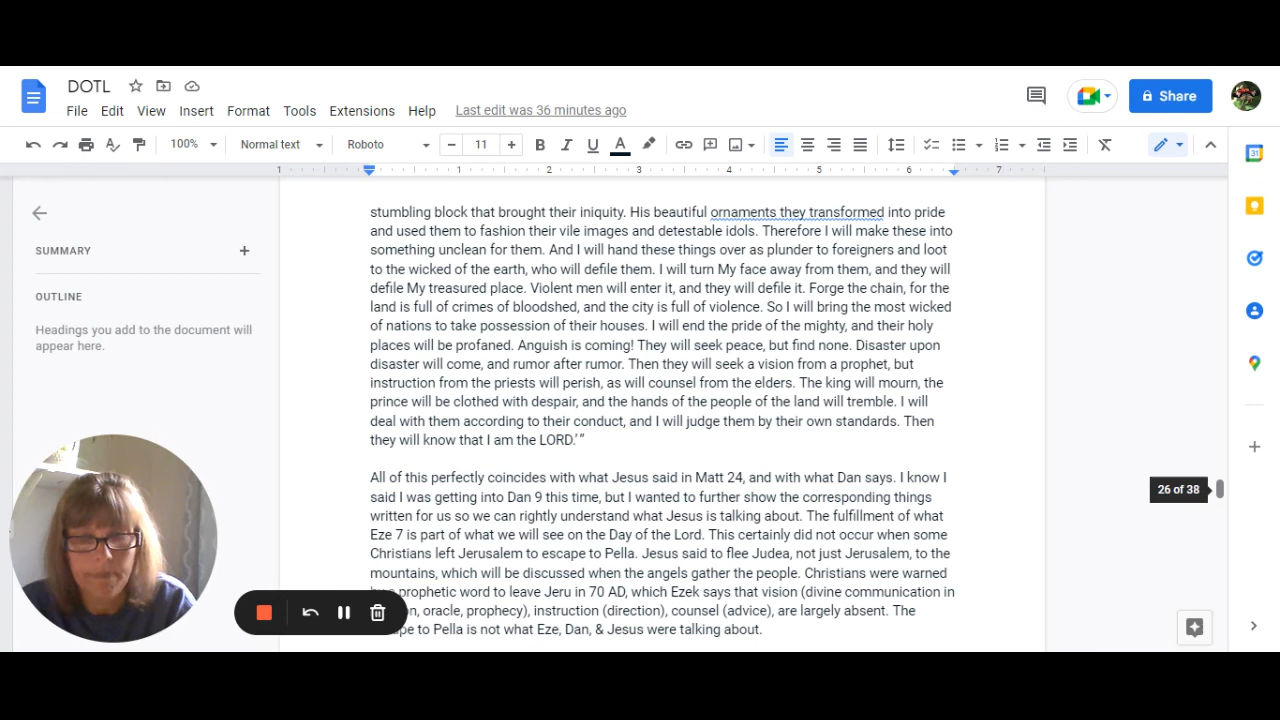 DOTL
File Edit View Insert Format Tools Extensions Help Last edit was 36 minutes ago
Share
100% Normal text Roboto 11
1 1 2 3 4 5 6 7
31
SUMMARY
OUTLINE
Headings you add to the document will
appear here.
stumbling block that brought their iniquity. His beautiful ornaments they transformed into pride
and used them to fashion their vile images and detestable idols. Therefore I will make these into
something unclean for them. And I will hand these things over as plunder to foreigners and loot
to the wicked of the earth, who will defile them. I will turn My face away from them, and they will
defile My treasured place. Violent men will enter it, and they will defile it. Forge the chain, for the
land is full of crimes of bloodshed, and the city is full of violence. So I will bring the most wicked
of nations to take possession of their houses. I will end the pride of the mighty, and their holy
places will be profaned. Anguish is coming! They will seek peace, but find none. Disaster upon
disaster will come, and rumor after rumor. Then they will seek a vision from a prophet, but
instruction from the priests will perish, as will counsel from the elders. The king will mourn, the
prince will be clothed with despair, and the hands of the people of the land will tremble. I will
deal with them according to their conduct, and I will judge them by their own standards. Then
they will know that I am the LORD.’ ”
All of this perfectly coincides with what Jesus said in Matt 24, and with what Dan says. I know I
said I was getting into Dan 9 this time, but I wanted to further show the corresponding things
written for us so we can rightly understand what Jesus is talking about. The fulfillment of what
Eze 7 is part of what we will see on the Day of the Lord. This certainly did not occur when some
Christians left Jerusalem to escape to Pella. Jesus said to flee Judea, not just Jerusalem, to the
mountains, which will be discussed when the angels gather the people. Christians were warned
prophetic word to leave Jeru in 70 AD, which Ezek says that vision (divine communication in
oracle, prophecy), instruction (direction), counsel (advice), are largely absent. The
to Pella is not what Eze, Dan, & Jesus were talking about.
26 of 38